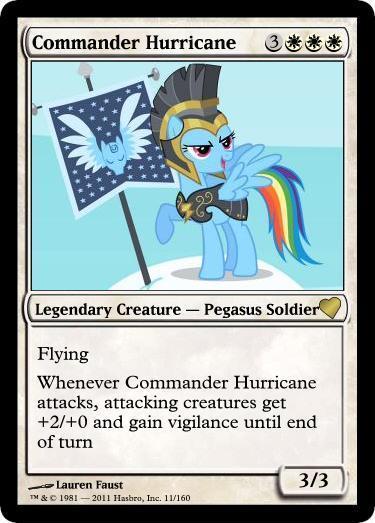 Commander Hurricane 3
Legendary Creature — Pegasus Soldier
Flying
Whenever Commander Hurricane
attacks, attacking creatures get
+2/+0 and gain vigilance until end
of turn
Lauren Faust
3/3
™ & © 1981 — 2011 Hasbro, Inc. 11/160